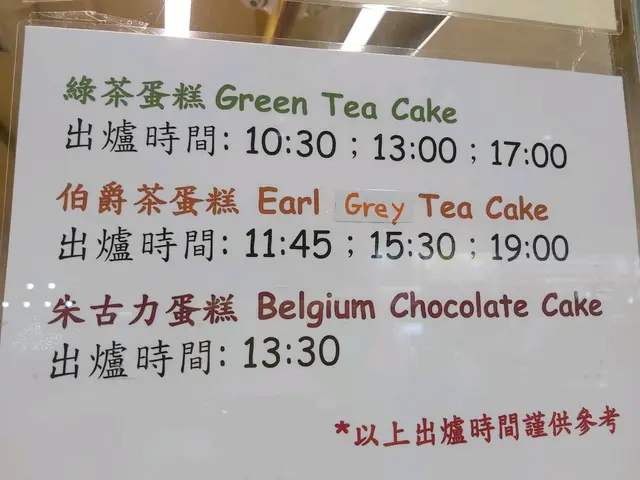 綠茶蛋糕 Green Tea Cake
出爐時間: 10:30 ; 13:00 ; 17:00
伯爵茶蛋糕 Earl Grey Tea Cake
出爐時間: 11:45 ; 15:30 ; 19:00
朱古力蛋糕 Belgium Chocolate Cake
出爐時間: 13:30
*以上出爐時間謹供參考